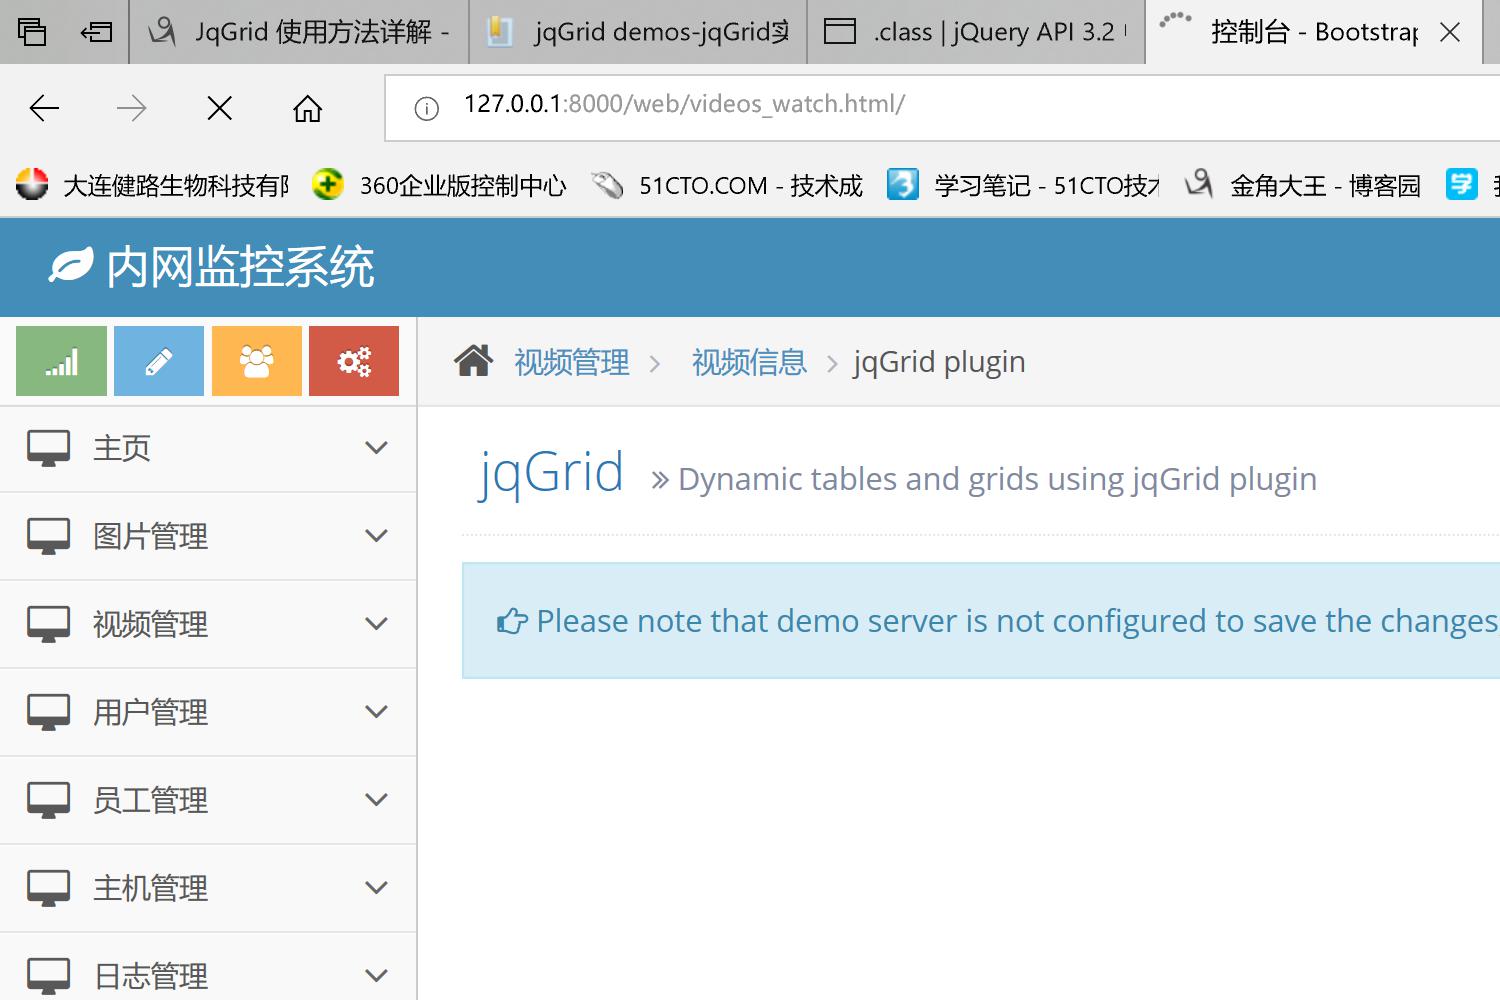 JqGrid 使用方法详解 -
jqGrid demos-jqGrid实
.class | jQuery API 3.2
控制台 - Bootstrap
127.0.0.1:8000/web/videos_watch.html/
大连健路生物科技有限
360企业版控制中心
51CTO.COM - 技术成
学习笔记 - 51CTO技术
金角大王 - 博客园
学
内网监控系统
视频管理
视频信息
jqGrid plugin
主页
图片管理
视频管理
用户管理
员工管理
主机管理
日志管理
jqGrid
» Dynamic tables and grids using jqGrid plugin
Please note that demo server is not configured to save the changes